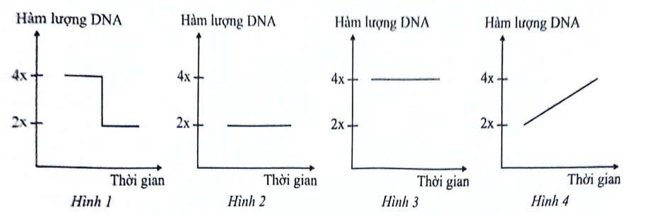 Hàm lượng DNA Hàm lượng DNA Hàm lượng DNA Hàm lượng DNA
4x 4x 4x 4x
2x 2x 2x 2x
Thời gian Thời gian Thời gian Thời gian
Hình 1 Hình 2 Hình 3 Hình 4